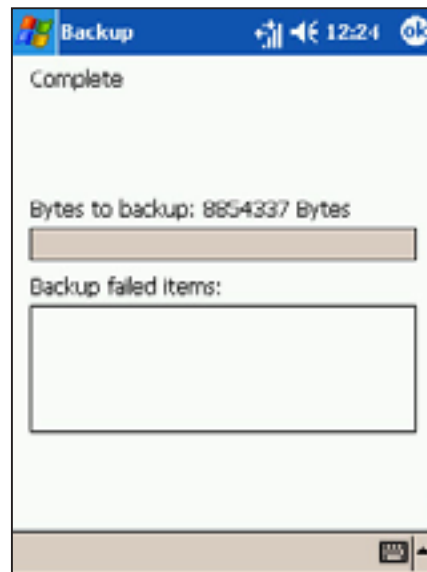 Backup 12:24 ok
Complete
Bytes to backup: 8854337 Bytes
Backup failed items: